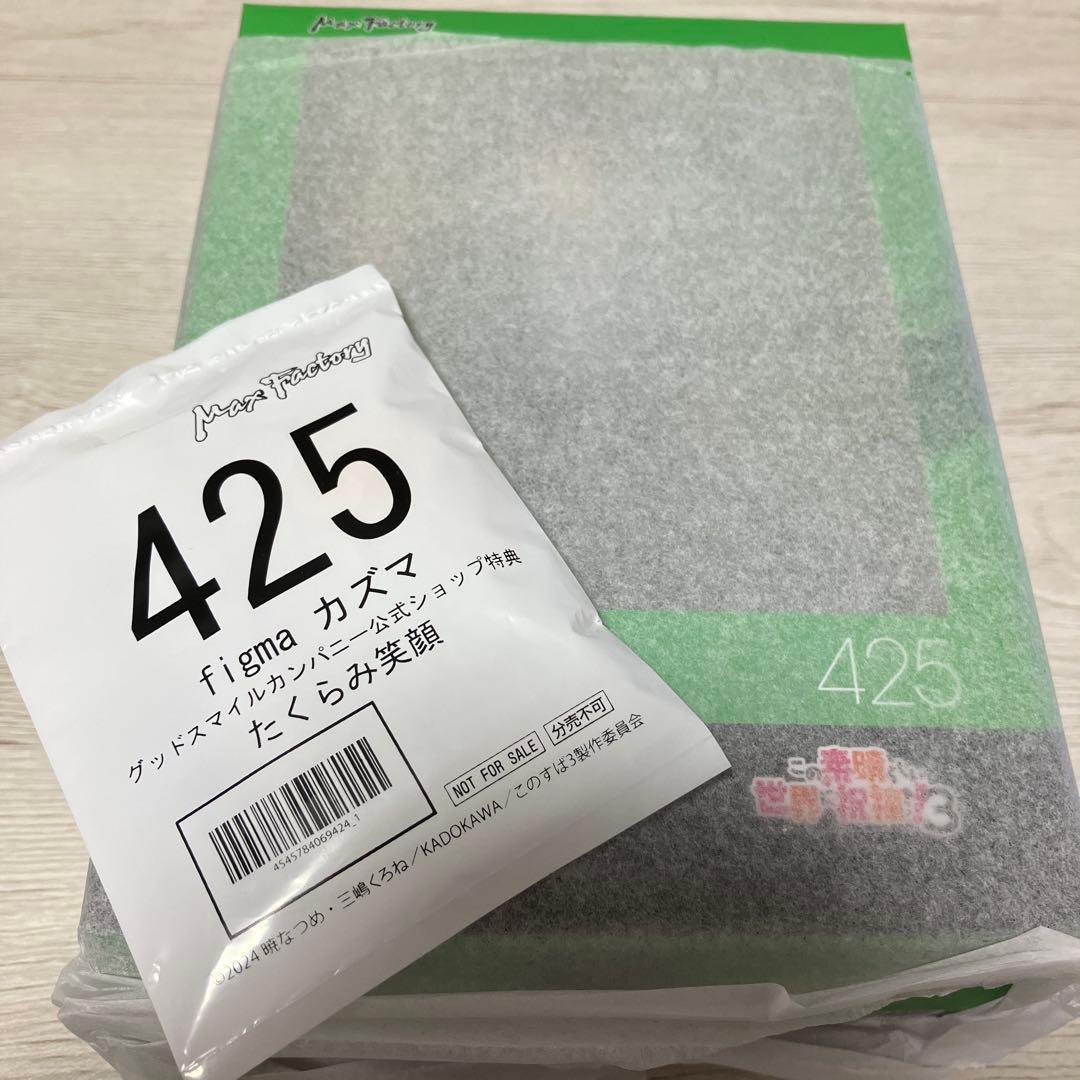 Max Factory
425
この素晴らしい
世界に祝福を!3
Max Factory
425
figma カズマ
グッドスマイルカンパニー公式ショップ特典
たくらみ笑顔
4545784069424_1
NOT FOR SALE
分売不可
©2024 暁なつめ・三嶋くろね/KADOKAWA/このすば3製作委員会